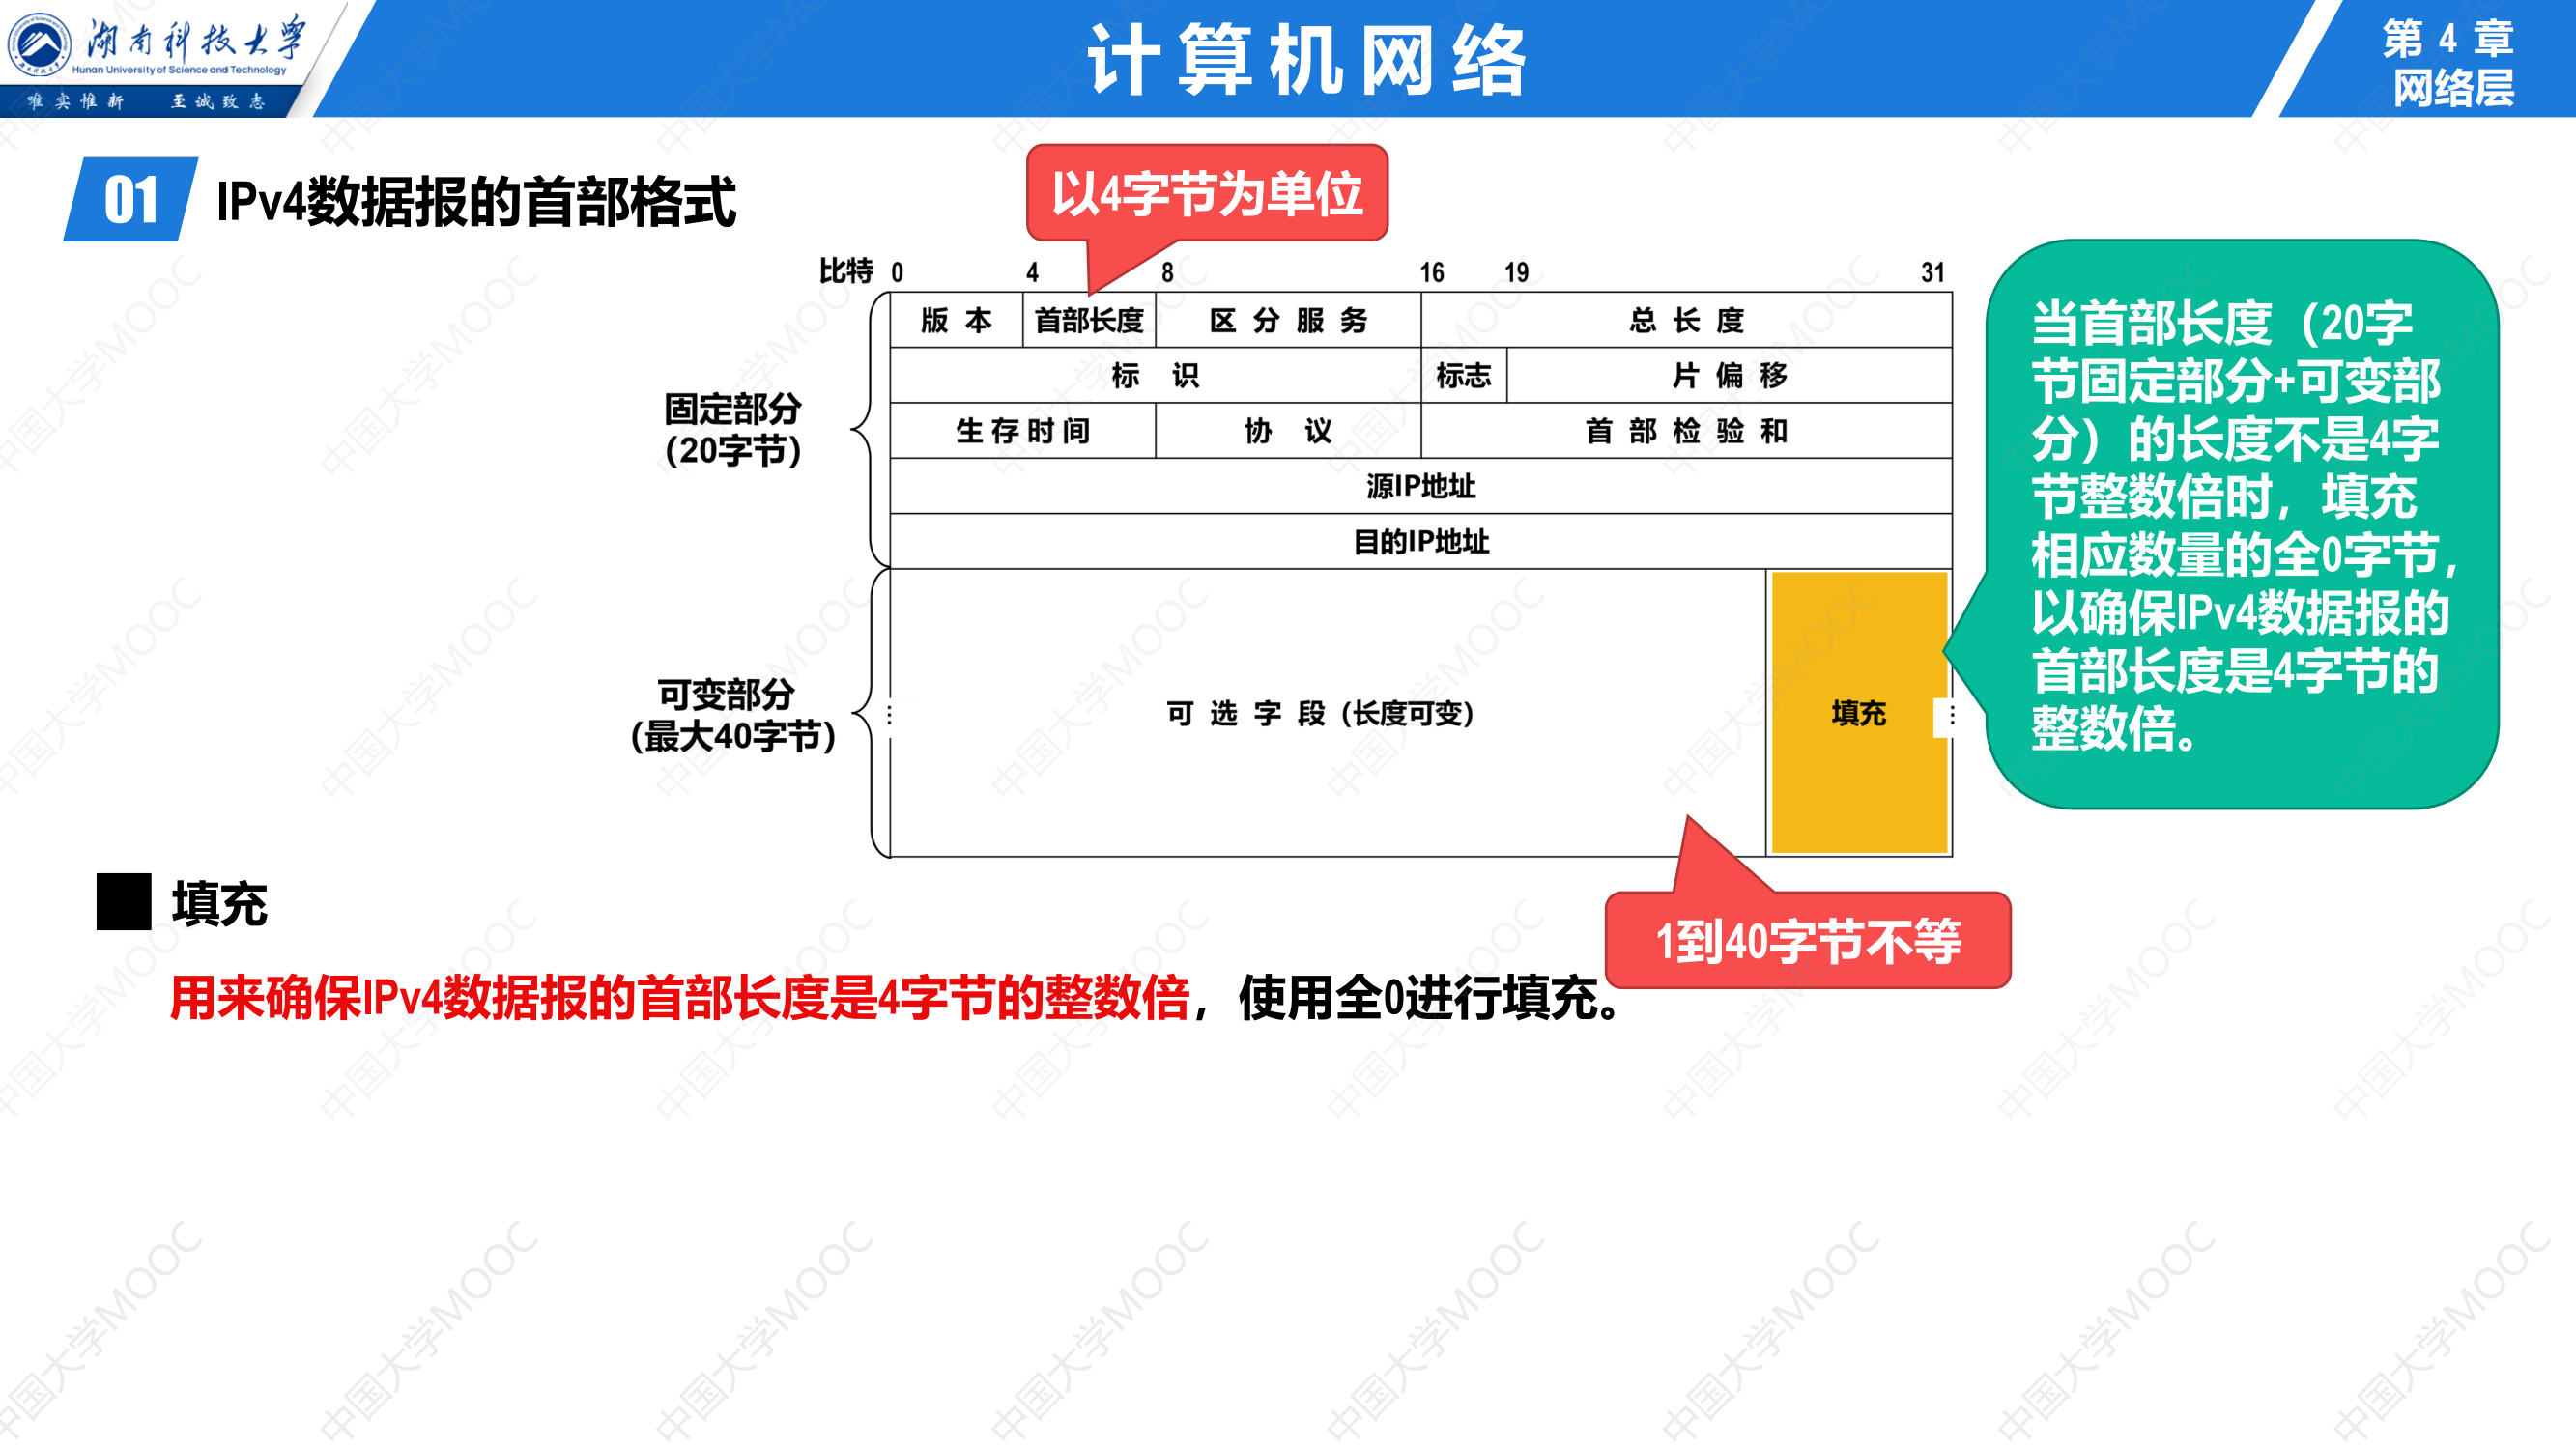 湖南科技大学
Hunan University of Science and Technology
唯实惟新 至诚致志
计算机网络
第 4 章
网络层
01 IPv4数据报的首部格式
以4字节为单位
比特 0 4 8 16 19 31
版 本 首部长度 区 分 服 务 总 长 度
标 识 标志 片 偏 移
生 存 时 间 协 议 首 部 检 验 和
源IP地址
目的IP地址
固定部分
(20字节)
可变部分
(最大40字节)
可 选 字 段 (长度可变) 填充
当首部长度（20字
节固定部分+可变部
分）的长度不是4字
节整数倍时，填充
相应数量的全0字节，
以确保IPv4数据报的
首部长度是4字节的
整数倍。
1到40字节不等
填充
用来确保IPv4数据报的首部长度是4字节的整数倍，使用全0进行填充。
中国大学MOOC